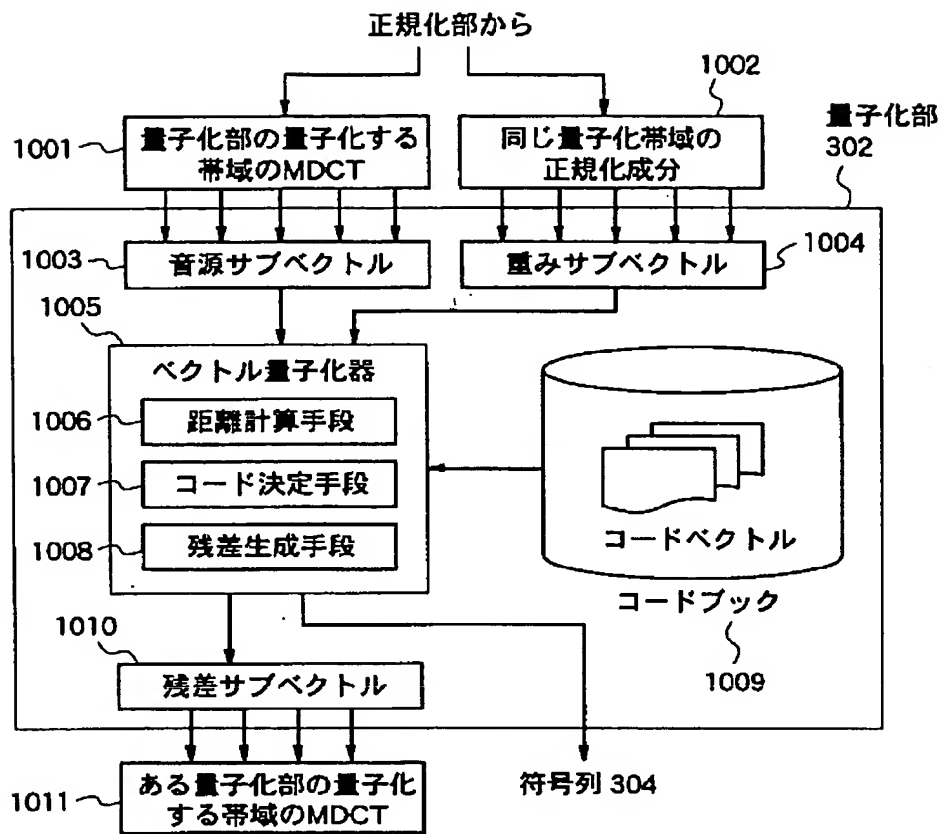 正規化部から
1002
量子化部
302
1001
量子化部の量子化する
帯域のMDCT
同じ量子化帯域の
正規化成分
1003
音源サブベクトル
重みサブベクトル
1004
1005
ベクトル量子化器
1006
距離計算手段
1007
コード決定手段
1008
残差生成手段
コードベクトル
コードブック
1009
1010
残差サブベクトル
1011
ある量子化部の量子化
する帯域のMDCT
符号列 304